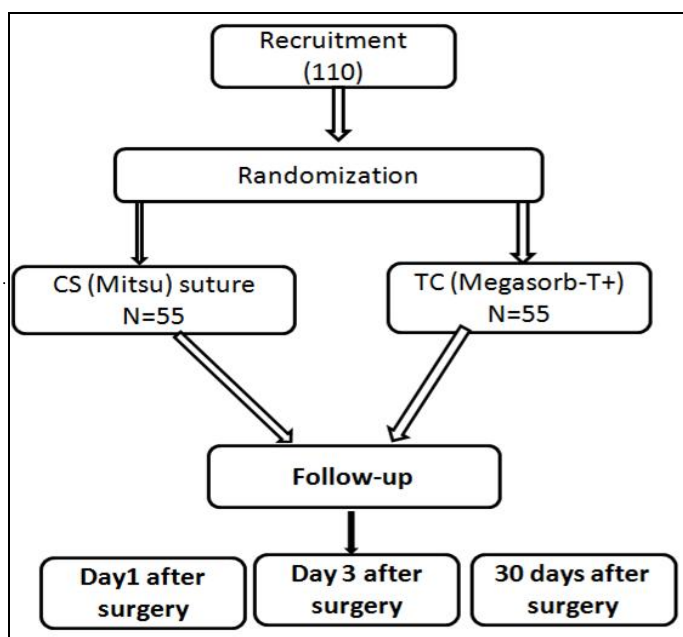 Recruitment
(110)
Randomization
CS (Mitsu) suture
N=55
TC (Megasorb-T+)
N=55
Follow-up
Day1 after
surgery
Day 3 after
surgery
30 days after
surgery